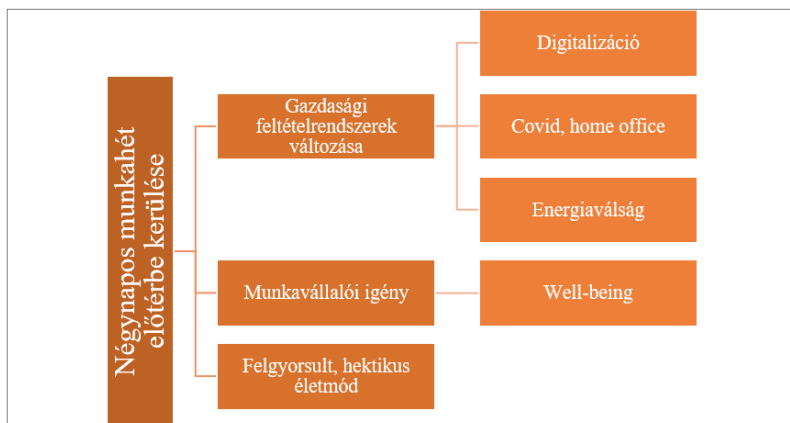 Négynapos munkahét
előtérbe kerülése
Gazdasági
feltételrendszerek
változása
Digitalizáció
Covid, home office
Energiaválság
Munkavállalói igény
Well-being
Felgyorsult, hektikus
életmód